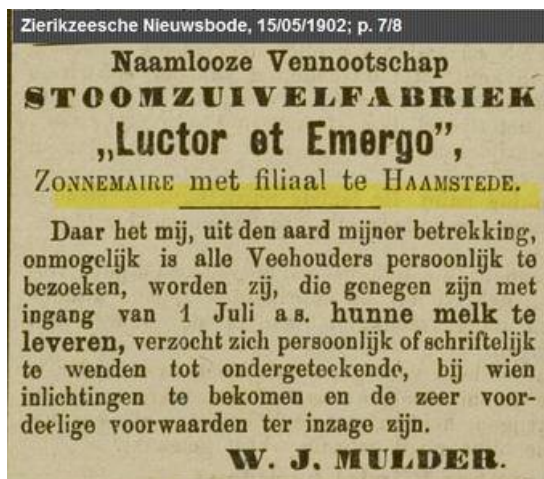 Zierikzeesche Nieuwsbode, 15/05/1902; p. 7/8
Naamlooze Vennootschap
STOOMZUIVELFABRIEK
„Luctor et Emergo”,
ZONNEMAIRE met filiaal te HAAMSTEDE.
Daar het mij, uit den aard mijner betrekking,
onmogelijk is alle Veehouders persoonlijk te
bezoeken, worden zij, die genegen zijn met
ingang van 1 Juli a s. hunne melk te
leveren, verzocht zich persoonlijk of schriftelijk
te wenden tot ondergeteekende, bij wien
inlichtingen te bekomen en de zeer voor-
deelige voorwaarden ter inzage zijn.
W. J. MULDER.